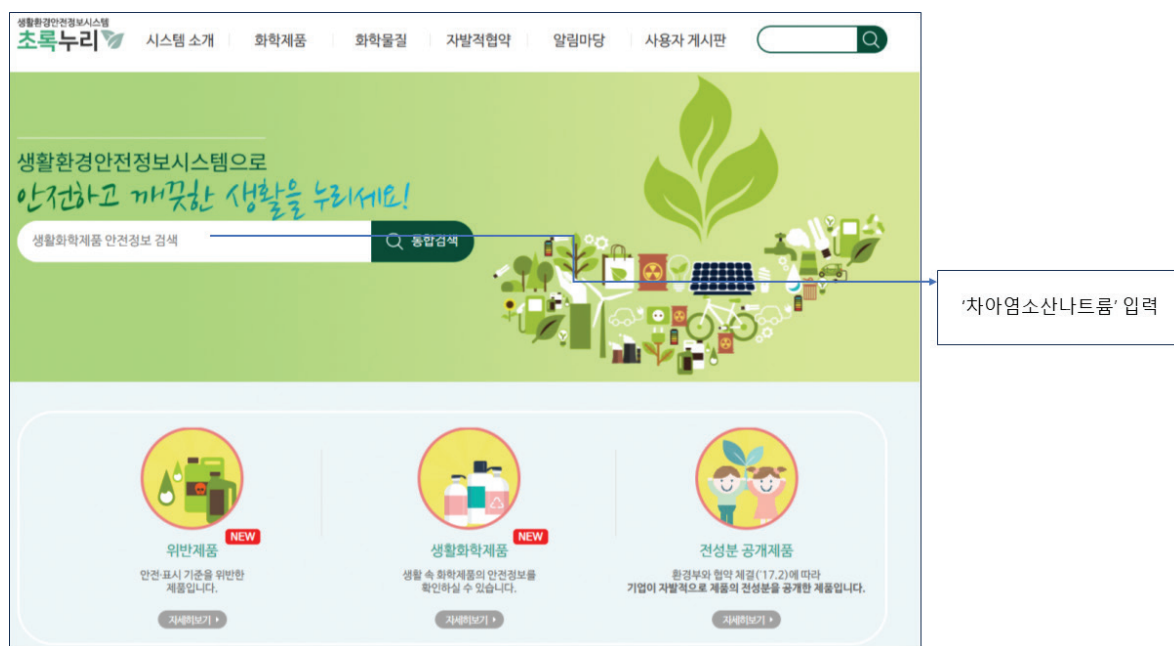 생활환경안전정보시스템
초록누리
시스템 소개 화학제품 화학물질 자발적협약 알림마당 사용자 게시판
생활환경안전정보시스템으로
안전하고 깨끗한 생활을 누리세요!
생활화학제품 안전정보 검색 통합검색
‘차아염소산나트륨’ 입력
NEW
위반제품
안전·표시 기준을 위반한
제품입니다.
자세히보기
NEW
생활화학제품
생활 속 화학제품의 안전정보를
확인하실 수 있습니다.
자세히보기
전성분 공개제품
환경부와 협약 체결('17.2)에 따라
기업이 자발적으로 제품의 전성분을 공개한 제품입니다.
자세히보기